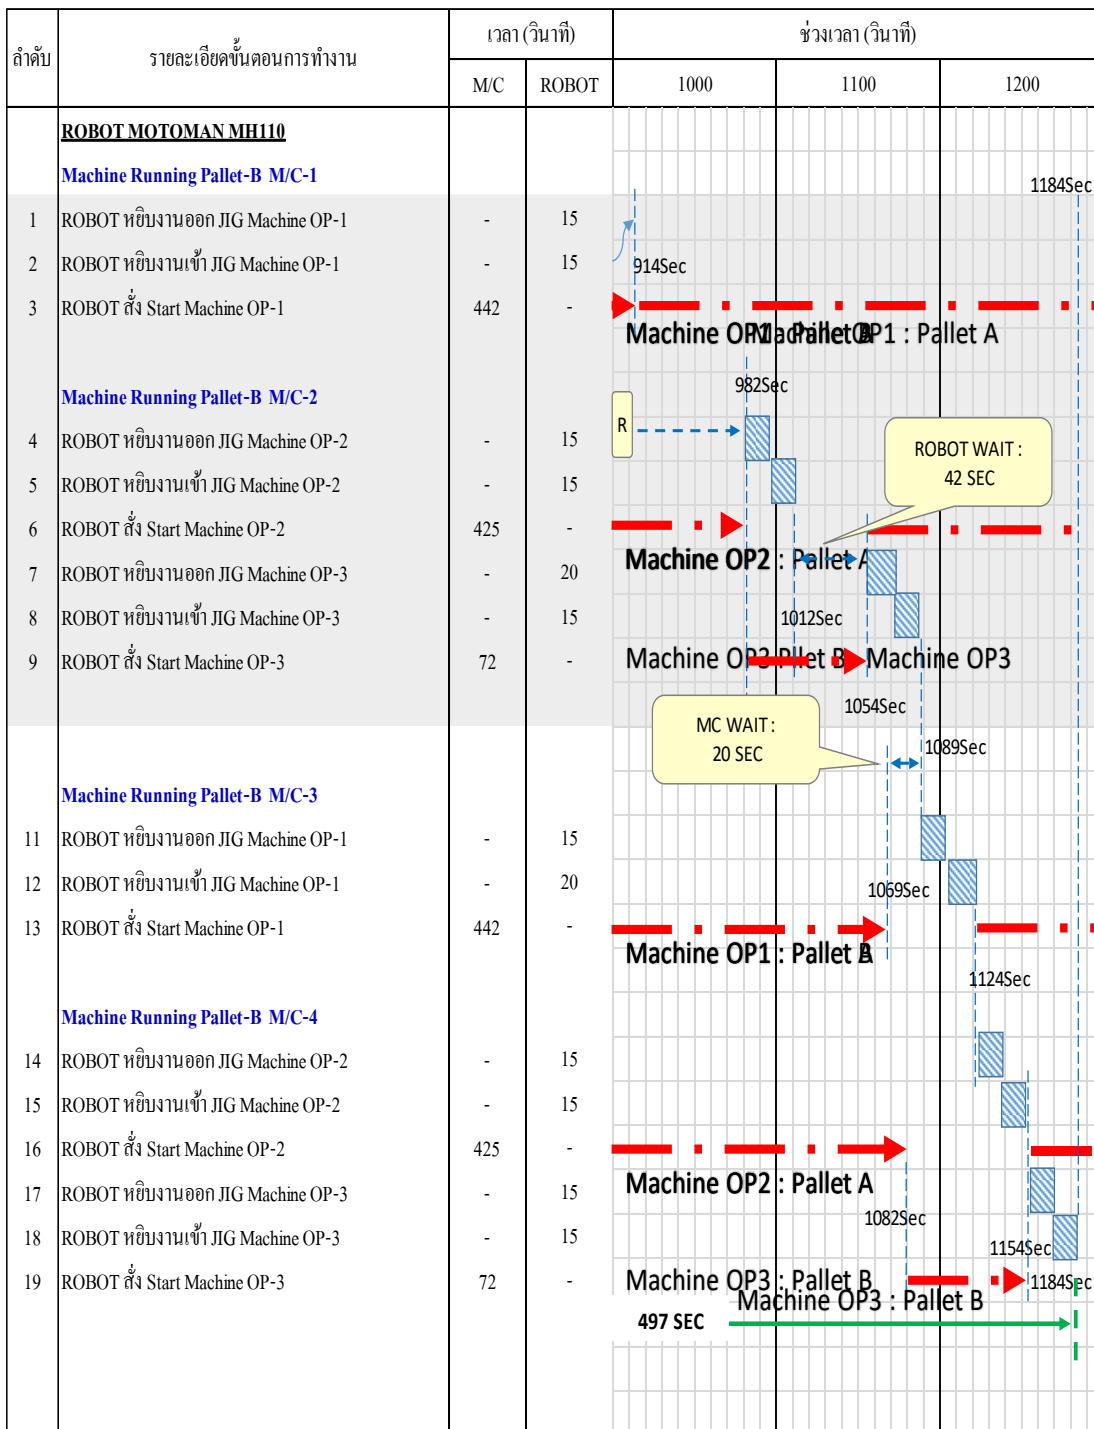 ลำดับ รายละเอียดขั้นตอนการทำงาน เวลา (วินาที) ช่วงเวลา (วินาที)
M/C ROBOT 1000 1100 1200
ROBOT MOTOMAN MH110
Machine Running Pallet-B M/C-1
1184Sec
1 ROBOT หยิบงานออก JIG Machine OP-1 - 15
2 ROBOT หยิบงานเข้า JIG Machine OP-1 - 15
914Sec
3 ROBOT สั่ง Start Machine OP-1 442 -
Machine OP1 : Pallet
Machine OP1 : Pallet A
982Sec
Machine Running Pallet-B M/C-2
R
4 ROBOT หยิบงานออก JIG Machine OP-2 - 15
ROBOT WAIT :
42 SEC
5 ROBOT หยิบงานเข้า JIG Machine OP-2 - 15
6 ROBOT สั่ง Start Machine OP-2 425 -
Machine OP2 : Pallet A
7 ROBOT หยิบงานออก JIG Machine OP-3 - 20
8 ROBOT หยิบงานเข้า JIG Machine OP-3 - 15
1012Sec
9 ROBOT สั่ง Start Machine OP-3 72 -
Machine OP3 Pllet B Machine OP3
1054Sec
MC WAIT :
20 SEC
1089Sec
Machine Running Pallet-B M/C-3
11 ROBOT หยิบงานออก JIG Machine OP-1 - 15
12 ROBOT หยิบงานเข้า JIG Machine OP-1 - 20
1069Sec
13 ROBOT สั่ง Start Machine OP-1 442 -
Machine OP1 : Pallet
1124Sec
Machine Running Pallet-B M/C-4
14 ROBOT หยิบงานออก JIG Machine OP-2 - 15
15 ROBOT หยิบงานเข้า JIG Machine OP-2 - 15
16 ROBOT สั่ง Start Machine OP-2 425 -
Machine OP2 : Pallet A
17 ROBOT หยิบงานออก JIG Machine OP-3 - 15
1082Sec
18 ROBOT หยิบงานเข้า JIG Machine OP-3 - 15
1154Sec
19 ROBOT สั่ง Start Machine OP-3 72 -
Machine OP3 : Pallet B
1184Sec
Machine OP3 : Pallet B
497 SEC